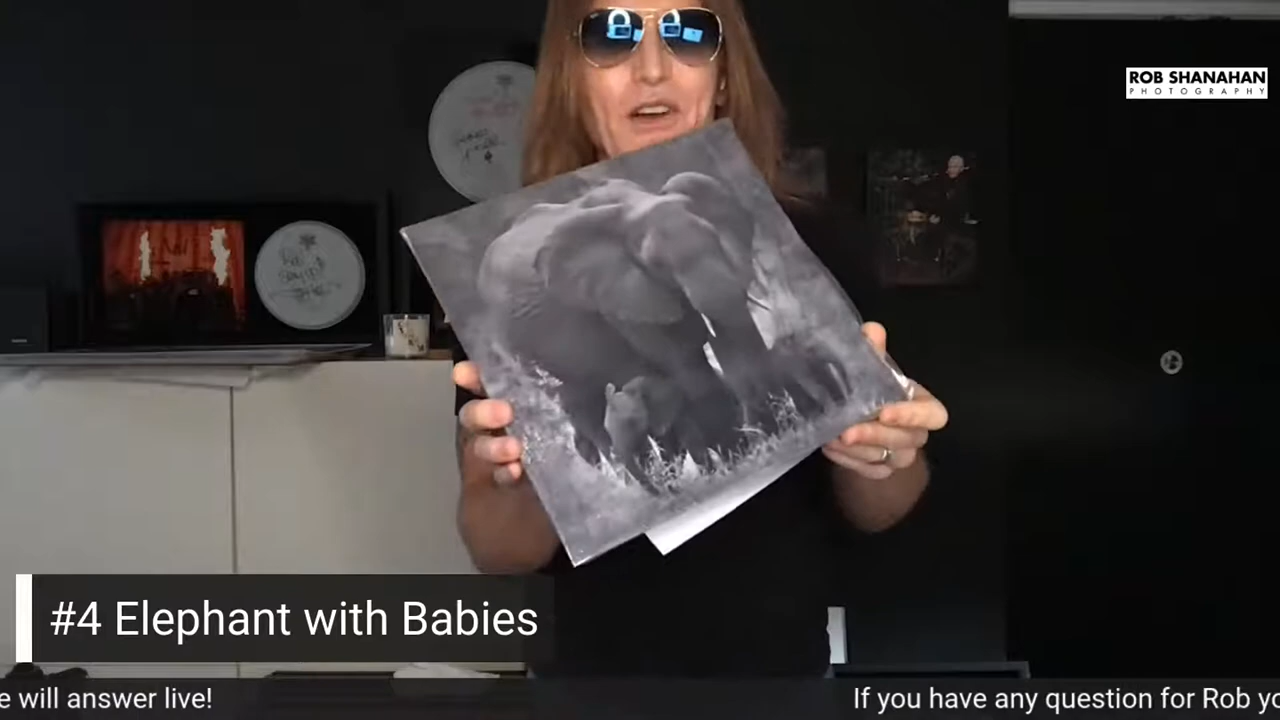 ROB SHANAHAN
PHOTOGRAPHY
#4 Elephant with Babies
e will answer live!
If you have any question for Rob yo